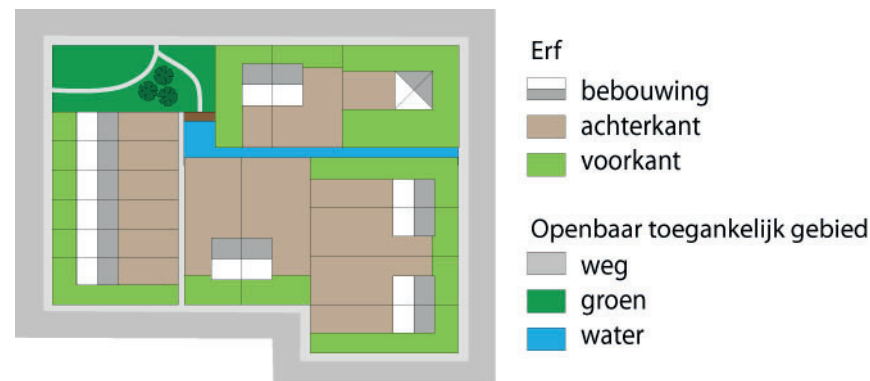 Erf
bebouwing
achterkant
voorkant
Openbaar toegankelijk gebied
weg
groen
water